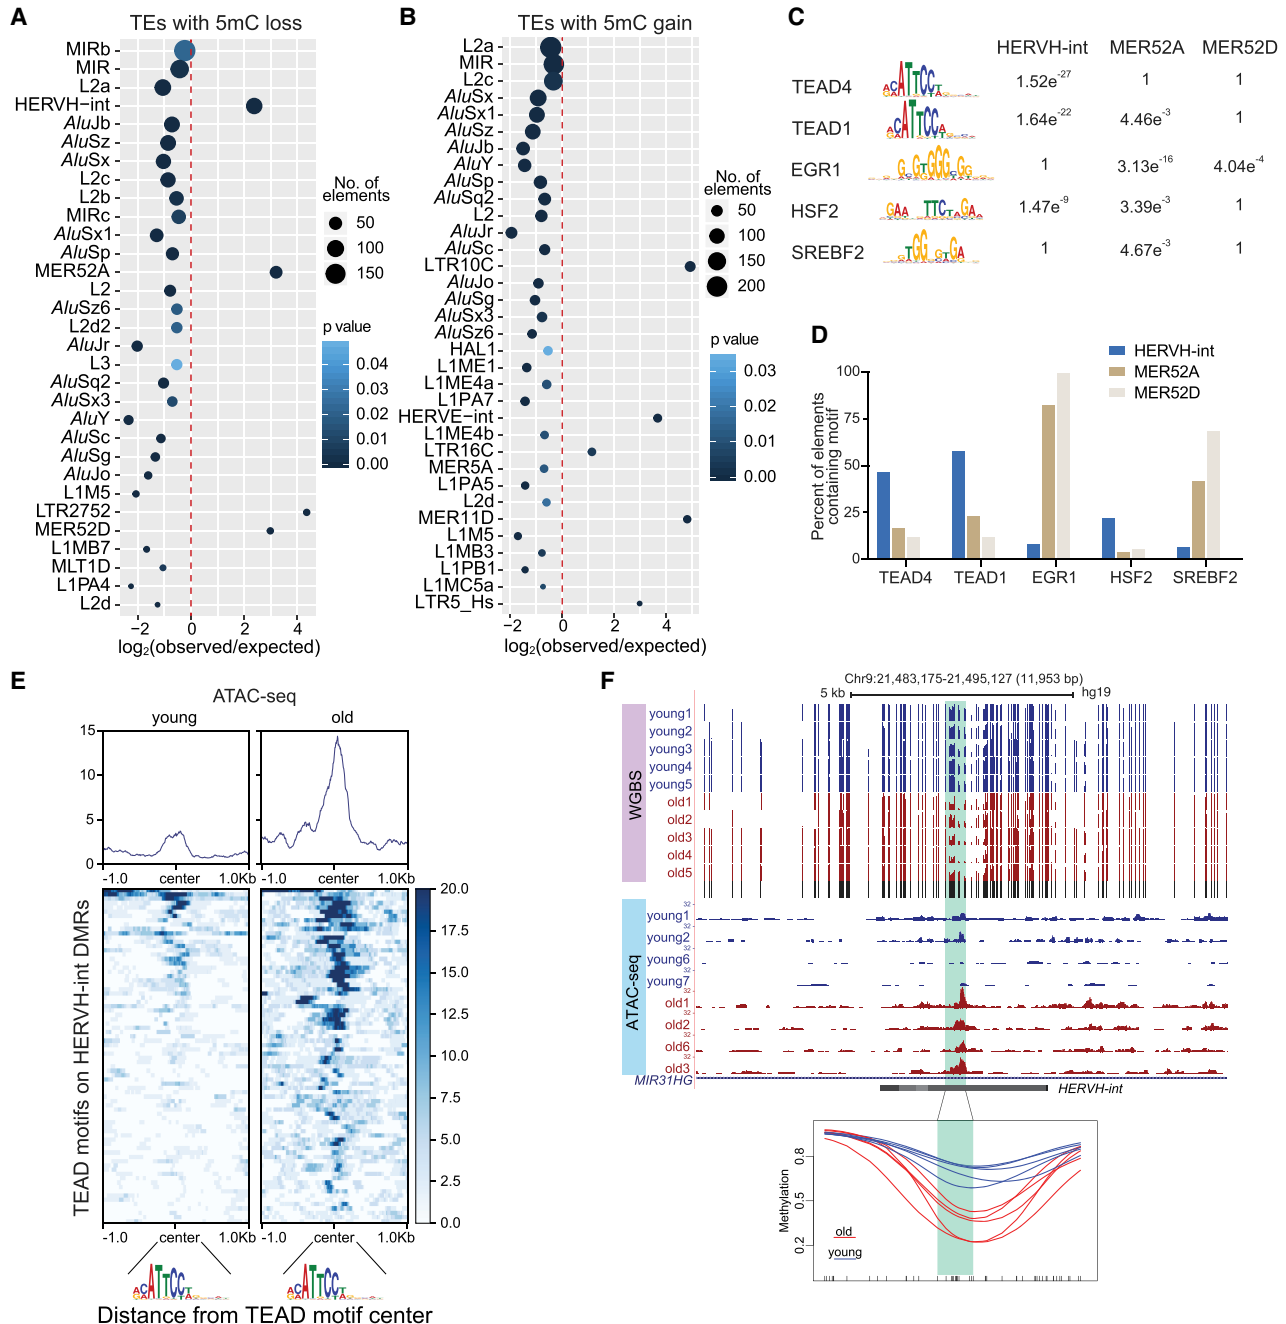 A
TEs with 5mC loss
MIRb
MIR
L2a
HERVH-int
AluJb
AluSz
AluSx
L2c
L2b
MIRc
AluSx1
AluSp
MER52A
L2
AluSz6
L2d2
AluJr
L3
AluSq2
AluSx3
AluY
AluSc
AluSg
AluJo
L1M5
LTR2752
MER52D
L1MB7
MLT1D
L1PA4
L2d
−2 0 2 4
log2(observed/expected)
No. of
elements
50
100
150
p value
0.04
0.03
0.02
0.01
0.00
B
TEs with 5mC gain
L2a
MIR
L2c
AluSx
AluSx1
AluSz
AluJb
AluY
AluSp
AluSq2
L2
AluJr
AluSc
LTR10C
AluJo
AluSg
AluSx3
AluSz6
HAL1
L1ME1
L1ME4a
L1PA7
HERVE-int
L1ME4b
LTR16C
MER5A
L1PA5
L2d
MER11D
L1M5
L1MB3
L1PB1
L1MC5a
LTR5_Hs
−2 0 2 4
log2(observed/expected)
No. of
elements
50
100
150
200
p value
0.03
0.02
0.01
0.00
C
HERVH-int MER52A MER52D
TEAD4 1.52e-27 1 1
TEAD1 1.64e-22 4.46e-3 1
EGR1 1 3.13e-16 4.04e-4
HSF2 1.47e-9 3.39e-3 1
SREBF2 1 4.67e-3 1
D
HERVH-int
MER52A
MER52D
Percent of elements
containing motif
100
75
50
25
0
TEAD4 TEAD1 EGR1 HSF2 SREBF2
E
ATAC-seq
young old
15
10
5
0
-1.0 center 1.0Kb -1.0 center 1.0Kb
TEAD motifs on HERVH-int DMRs
20.0
17.5
15.0
12.5
10.0
7.5
5.0
2.5
0.0
-1.0 center 1.0Kb -1.0 center 1.0Kb
Distance from TEAD motif center
F
Chr9:21,483,175-21,495,127 (11,953 bp)
5 kb hg19
WGBS
young1
young2
young3
young4
young5
old1
old2
old3
old4
old5
ATAC-seq
32
young1
32
young2
32
young6
32
young7
32
old1
32
old2
32
old6
32
old3
MIR31HG
HERVH-int
Methylation
0.8
0.5
0.2
old
young